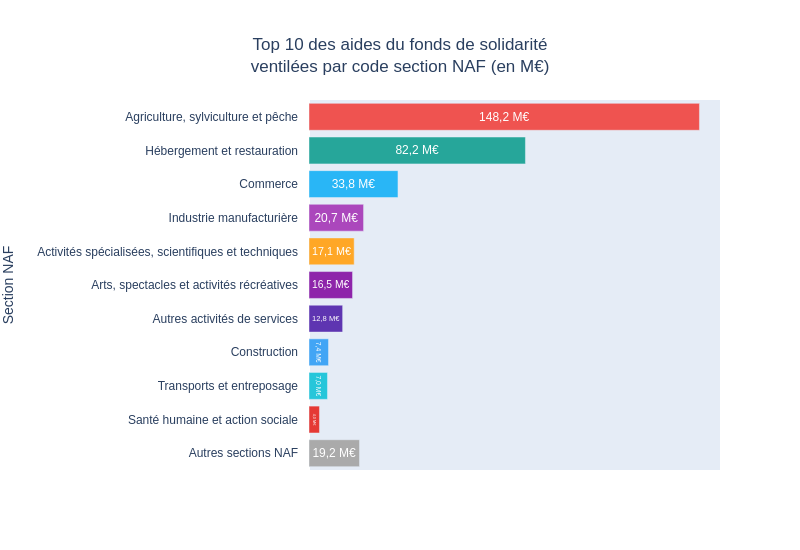 Top 10 des aides du fonds de solidarité
ventilées par code section NAF (en M€)
Section NAF
Agriculture, sylviculture et pêche
148,2 M€
Hébergement et restauration
82,2 M€
Commerce
33,8 M€
Industrie manufacturière
20,7 M€
Activités spécialisées, scientifiques et techniques
17,1 M€
Arts, spectacles et activités récréatives
16,5 M€
Autres activités de services
12,8 M€
Construction
7,4 M€
Transports et entreposage
7,0 M€
Santé humaine et action sociale
Autres sections NAF
19,2 M€